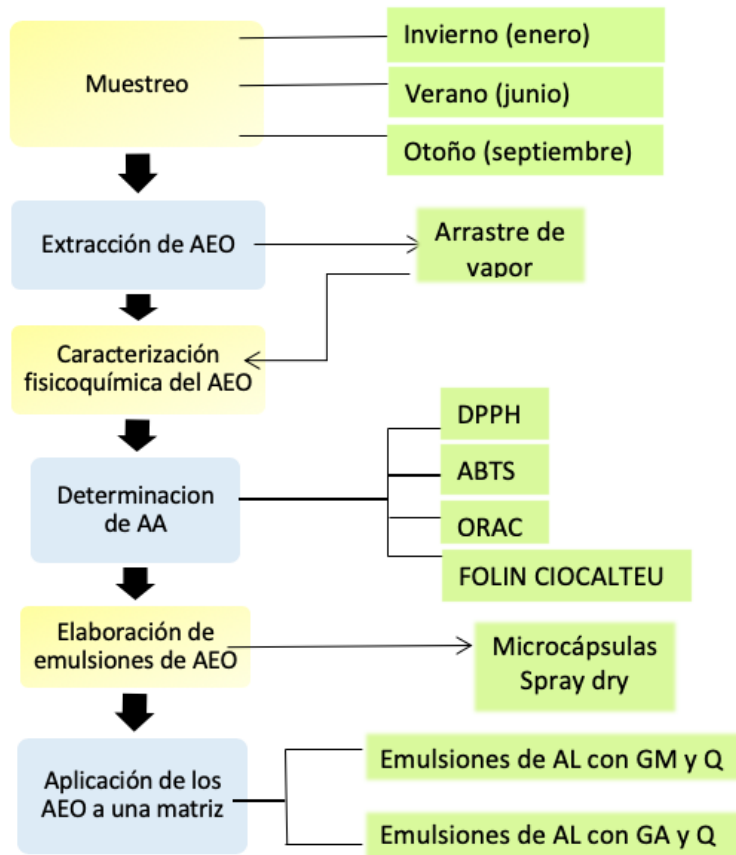 Muestreo
Invierno (enero)
Verano (junio)
Otoño (septiembre)
Extracción de AEO
Arrastre de
vapor
Caracterización
fisicoquímica del AEO
Determinacion
de AA
DPPH
ABTS
ORAC
FOLIN CIOCALTEU
Elaboración de
emulsiones de AEO
Microcápsulas
Spray dry
Aplicación de los
AEO a una matriz
Emulsiones de AL con GM y Q
Emulsiones de AL con GA y Q